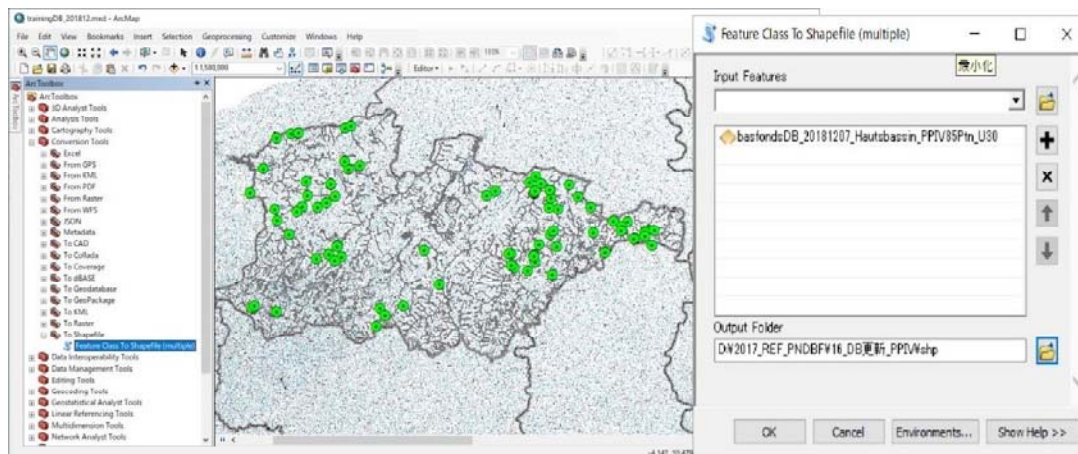 trainingDB_201812.mxd - ArcMap
File Edit View Bookmarks Insert Selection Geoprocessing Customize Windows Help
100%
1:1,500,000
Editor
ArcToolbox
ArcToolbox
3D Analyst Tools
Analysis Tools
Cartography Tools
Conversion Tools
Excel
From GPS
From KML
From PDF
From Raster
From WFS
JSON
Metadata
To CAD
To Collada
To Coverage
To dBASE
To Geodatabase
To GeoPackage
To KML
To Raster
To Shapefile
Feature Class To Shapefile (multiple)
Data Interoperability Tools
Data Management Tools
Editing Tools
Geocoding Tools
Geostatistical Analyst Tools
Linear Referencing Tools
Multidimension Tools
Network Analyst Tools
Feature Class To Shapefile (multiple)
最小化
Input Features
basfondsDB_20181207_Hautsbassin_PPIV85Ptn_U30
Output Folder
D:¥2017_REF_PNDBF¥16_DB更新_PPIV¥shp
OK Cancel Environments... Show Help >>